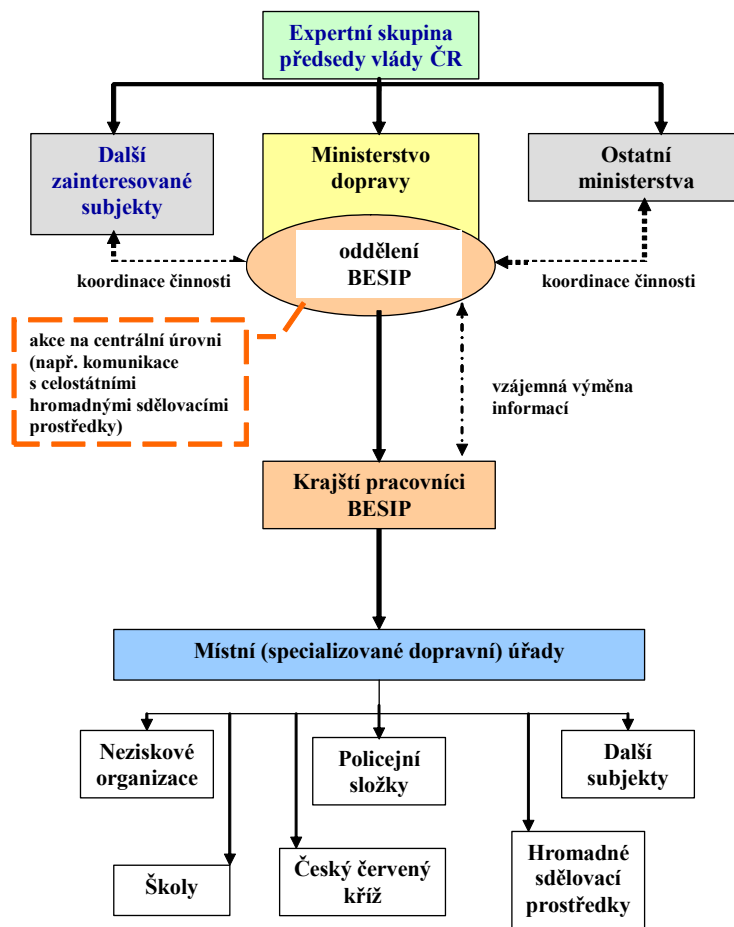 Expertní skupina
předsedy vlády ČR
Další
zainteresované
subjekty
Ministerstvo
dopravy
Ostatní
ministerstva
oddělení
BESIP
koordinace činnosti
koordinace činnosti
akce na centrální úrovni
(např. komunikace
s celostátními
hromadnými sdělovacími
prostředky)
vzájemná výměna
informací
Krajští pracovníci
BESIP
Místní (specializované dopravní) úřady
Neziskové
organizace
Policejní
složky
Další
subjekty
Školy
Český červený
kříž
Hromadné
sdělovací
prostředky